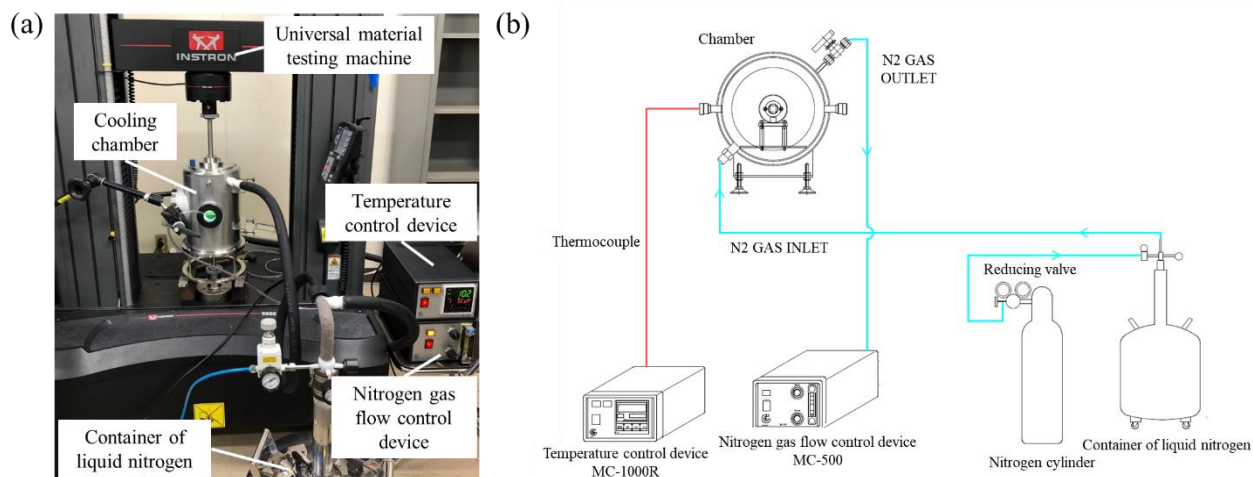 (a)
Universal material
testing machine
INSTRON
Cooling
chamber
Temperature
control device
Nitrogen gas
flow control
device
Container of
liquid nitrogen
(b)
Chamber
N2 GAS
OUTLET
Thermocouple
N2 GAS INLET
Reducing valve
Temperature control device
MC-1000R
Nitrogen gas flow control device
MC-500
Nitrogen cylinder
Container of liquid nitrogen